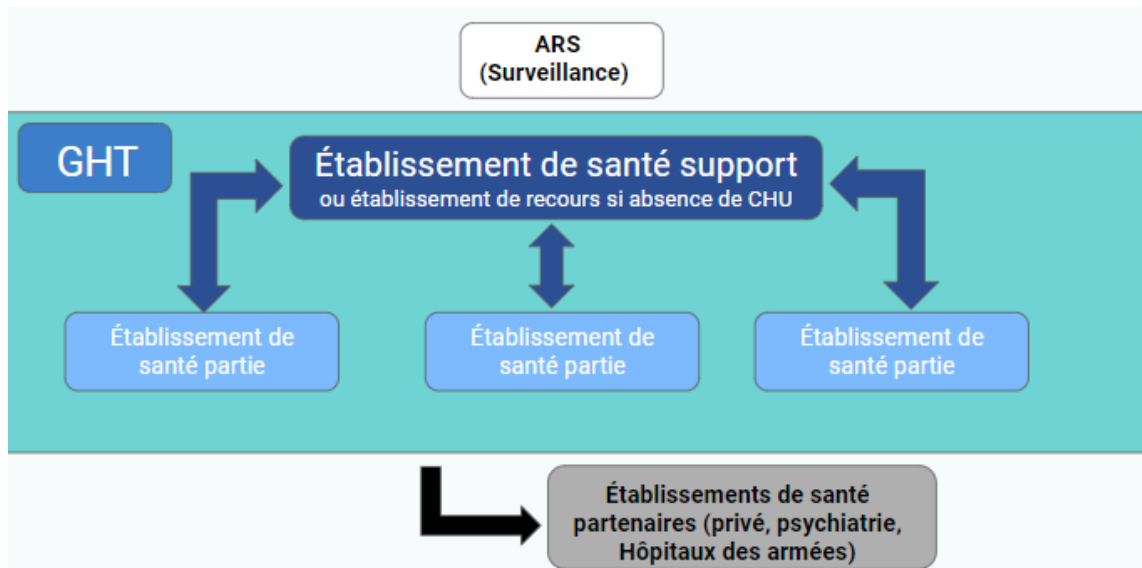 ARS
(Surveillance)
GHT
Établissement de santé support
ou établissement de recours si absence de CHU
Établissement de
santé partie
Établissement de
santé partie
Établissement de
santé partie
Établissements de santé
partenaires (privé, psychiatrie,
Hôpitaux des armées)